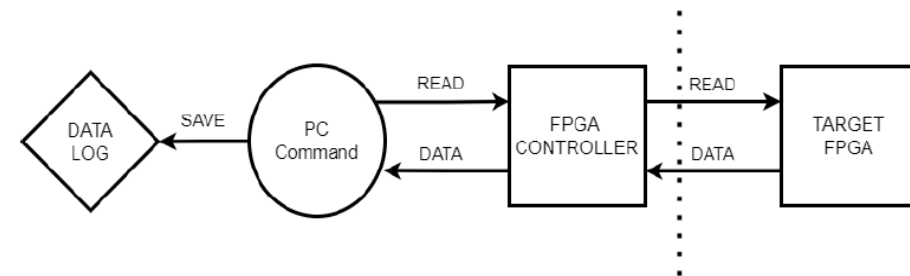 DATA
LOG
SAVE
PC
Command
READ
DATA
FPGA
CONTROLLER
READ
DATA
TARGET
FPGA